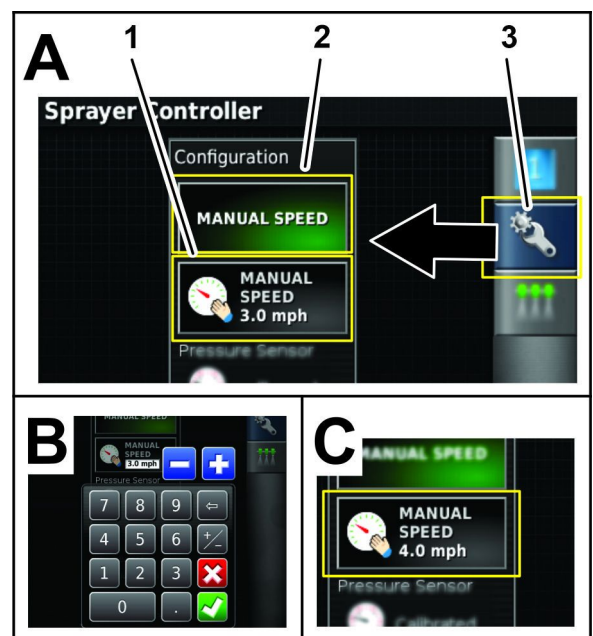 A
1
2
3
Sprayer Controller
Configuration
MANUAL SPEED
MANUAL
SPEED
3.0 mph
Pressure Sensor
B
MANUAL SPEED
MANUAL
SPEED
3.0 mph
Pressure Sensor
- +
7 8 9 ⇦
4 5 6 +/-
1 2 3
0 .
C
MANUAL SPEED
MANUAL
SPEED
4.0 mph
Pressure Sensor
Calibrated